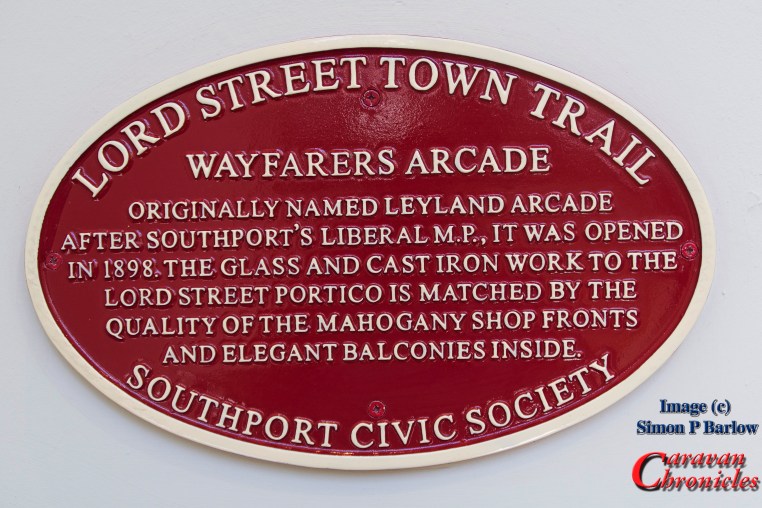 LORD STREET TOWN TRAIL
WAYFARERS ARCADE
ORIGINALLY NAMED LEYLAND ARCADE
AFTER SOUTHPORT'S LIBERAL M.P., IT WAS OPENED
IN 1898. THE GLASS AND CAST IRON WORK TO THE
LORD STREET PORTICO IS MATCHED BY THE
QUALITY OF THE MAHOGANY SHOP FRONTS
AND ELEGANT BALCONIES INSIDE.
SOUTHPORT CIVIC SOCIETY
Image (c)
Simon P Barlow
Caravan
Chronicles